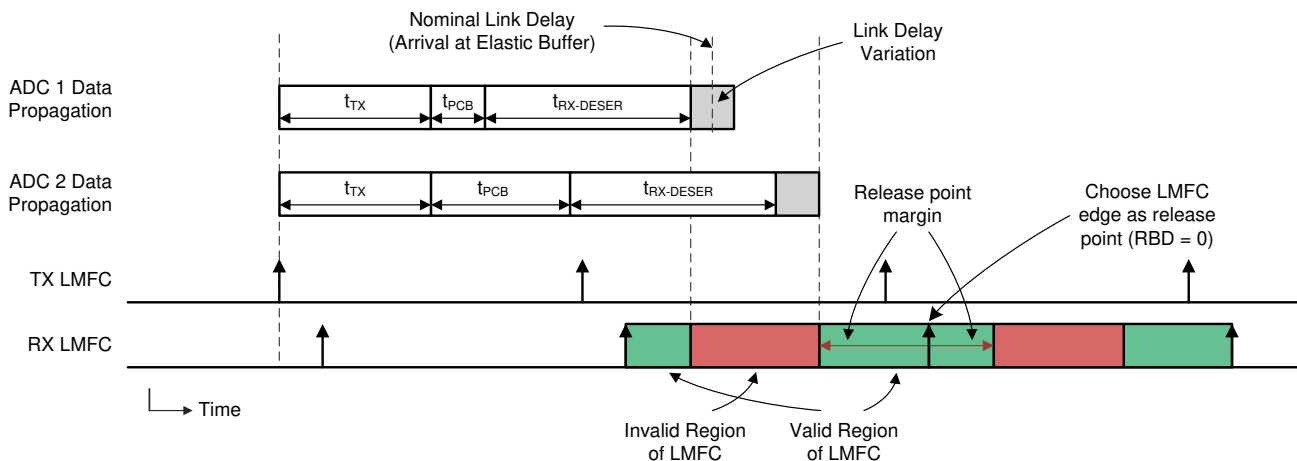 Nominal Link Delay
(Arrival at Elastic Buffer)
Link Delay
Variation
ADC 1 Data
Propagation
tTX
tPCB
tRX-DESER
ADC 2 Data
Propagation
tTX
tPCB
tRX-DESER
Release point
margin
Choose LMFC
edge as release
point (RBD = 0)
TX LMFC
RX LMFC
Time
Invalid Region
of LMFC
Valid Region
of LMFC